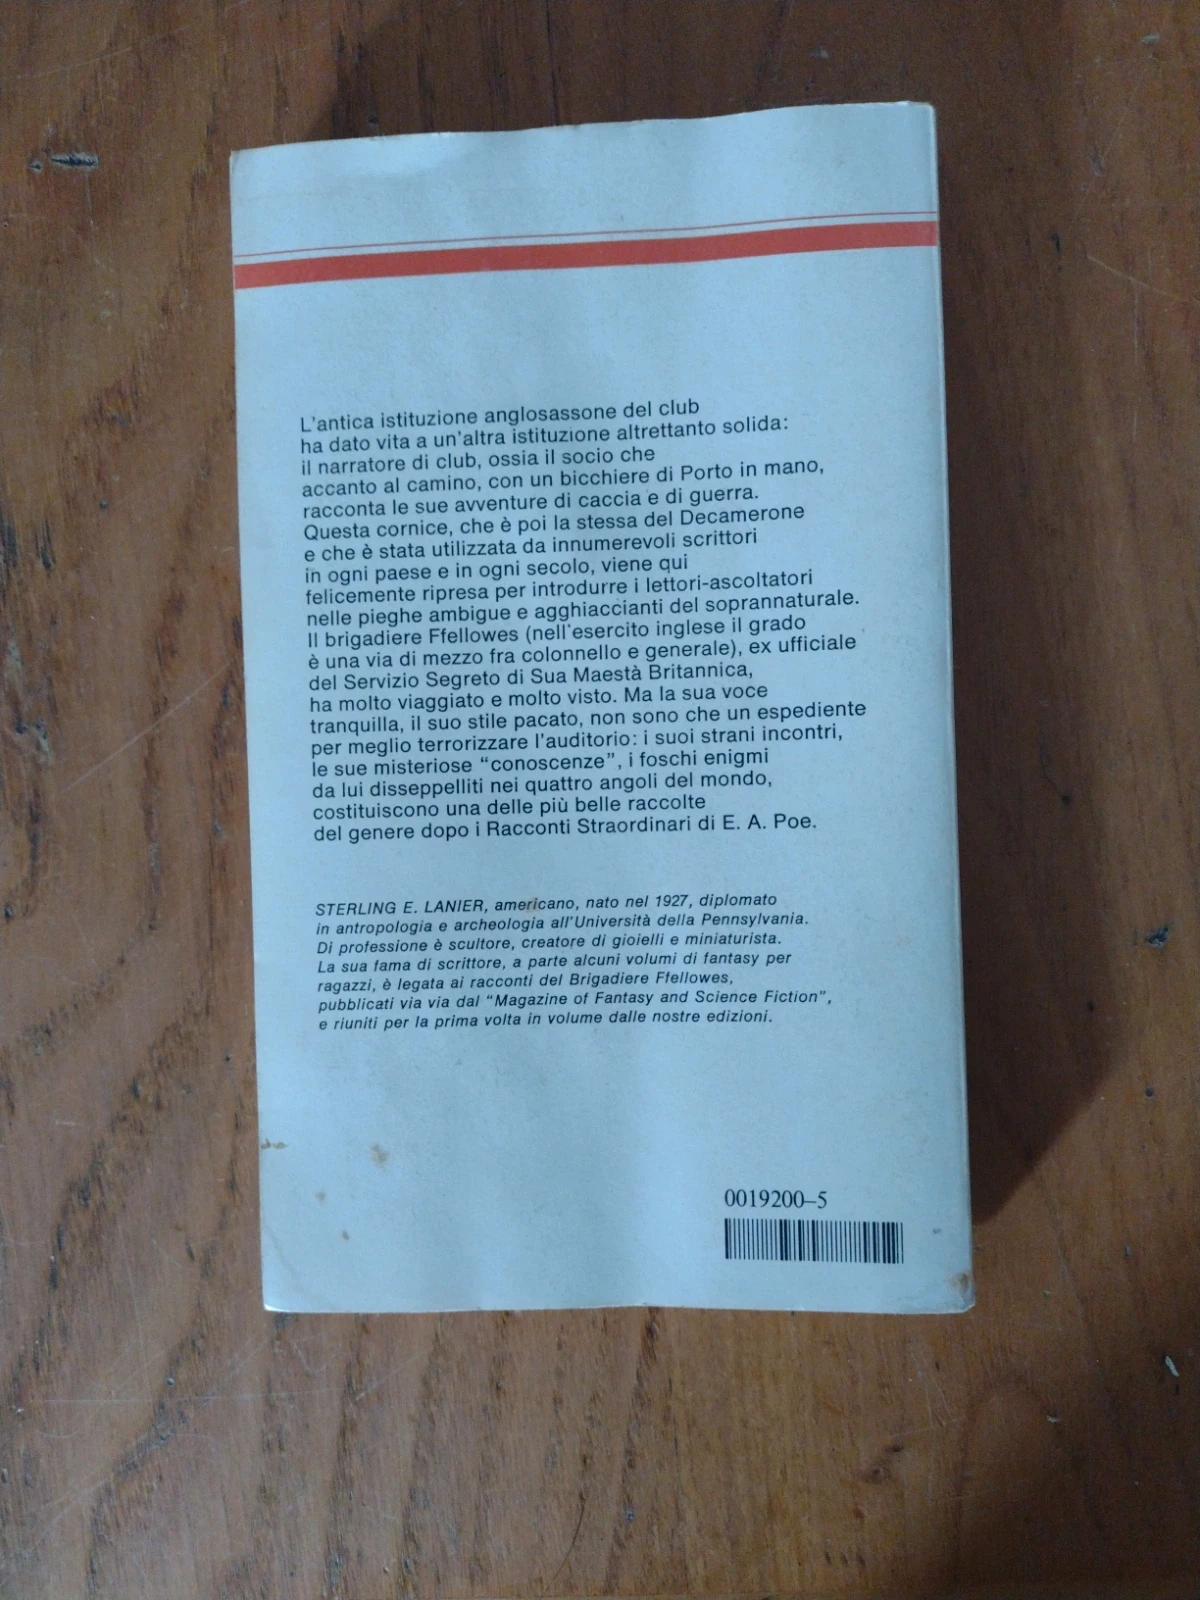 L'antica istituzione anglosassone del club
ha dato vita a un'altra istituzione altrettanto solida:
il narratore di club, ossia il socio che
accanto al camino, con un bicchiere di Porto in mano,
racconta le sue avventure di caccia e di guerra.
Questa cornice, che è poi la stessa del Decamerone
e che è stata utilizzata da innumerevoli scrittori
in ogni paese e in ogni secolo, viene qui
felicemente ripresa per introdurre i lettori-ascoltatori
nelle pieghe ambigue e agghiaccianti del soprannaturale.
Il brigadiere Ffellowes (nell'esercito inglese il grado
è una via di mezzo fra colonnello e generale), ex ufficiale
del Servizio Segreto di Sua Maestà Britannica,
ha molto viaggiato e molto visto. Ma la sua voce
tranquilla, il suo stile pacato, non sono che un espediente
per meglio terrorizzare l'auditorio: i suoi strani incontri,
le sue misteriose “conoscenze”, i foschi enigmi
da lui disseppelliti nei quattro angoli del mondo,
costituiscono una delle più belle raccolte
del genere dopo i Racconti Straordinari di E. A. Poe.
STERLING E. LANIER, americano, nato nel 1927, diplomato
in antropologia e archeologia all'Università della Pennsylvania.
Di professione è scultore, creatore di gioielli e miniaturista.
La sua fama di scrittore, a parte alcuni volumi di fantasy per
ragazzi, è legata ai racconti del Brigadiere Ffellowes,
pubblicati via via dal “Magazine of Fantasy and Science Fiction”,
e riuniti per la prima volta in volume dalle nostre edizioni.
0019200–5